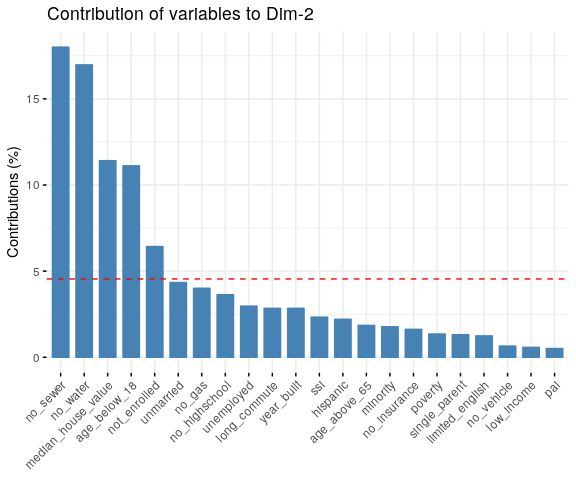 Contribution of variables to Dim-2
Contributions (%)
15
10
5
0
no_sewer
no_water
median_house_value
age_below_18
not_enrolled
unmarried
no_gas
no_highschool
unemployed
long_commute
year_built
ssi
hispanic
age_above_65
minority
no_insurance
poverty
single_parent
limited_english
no_vehicle
low_income
pai